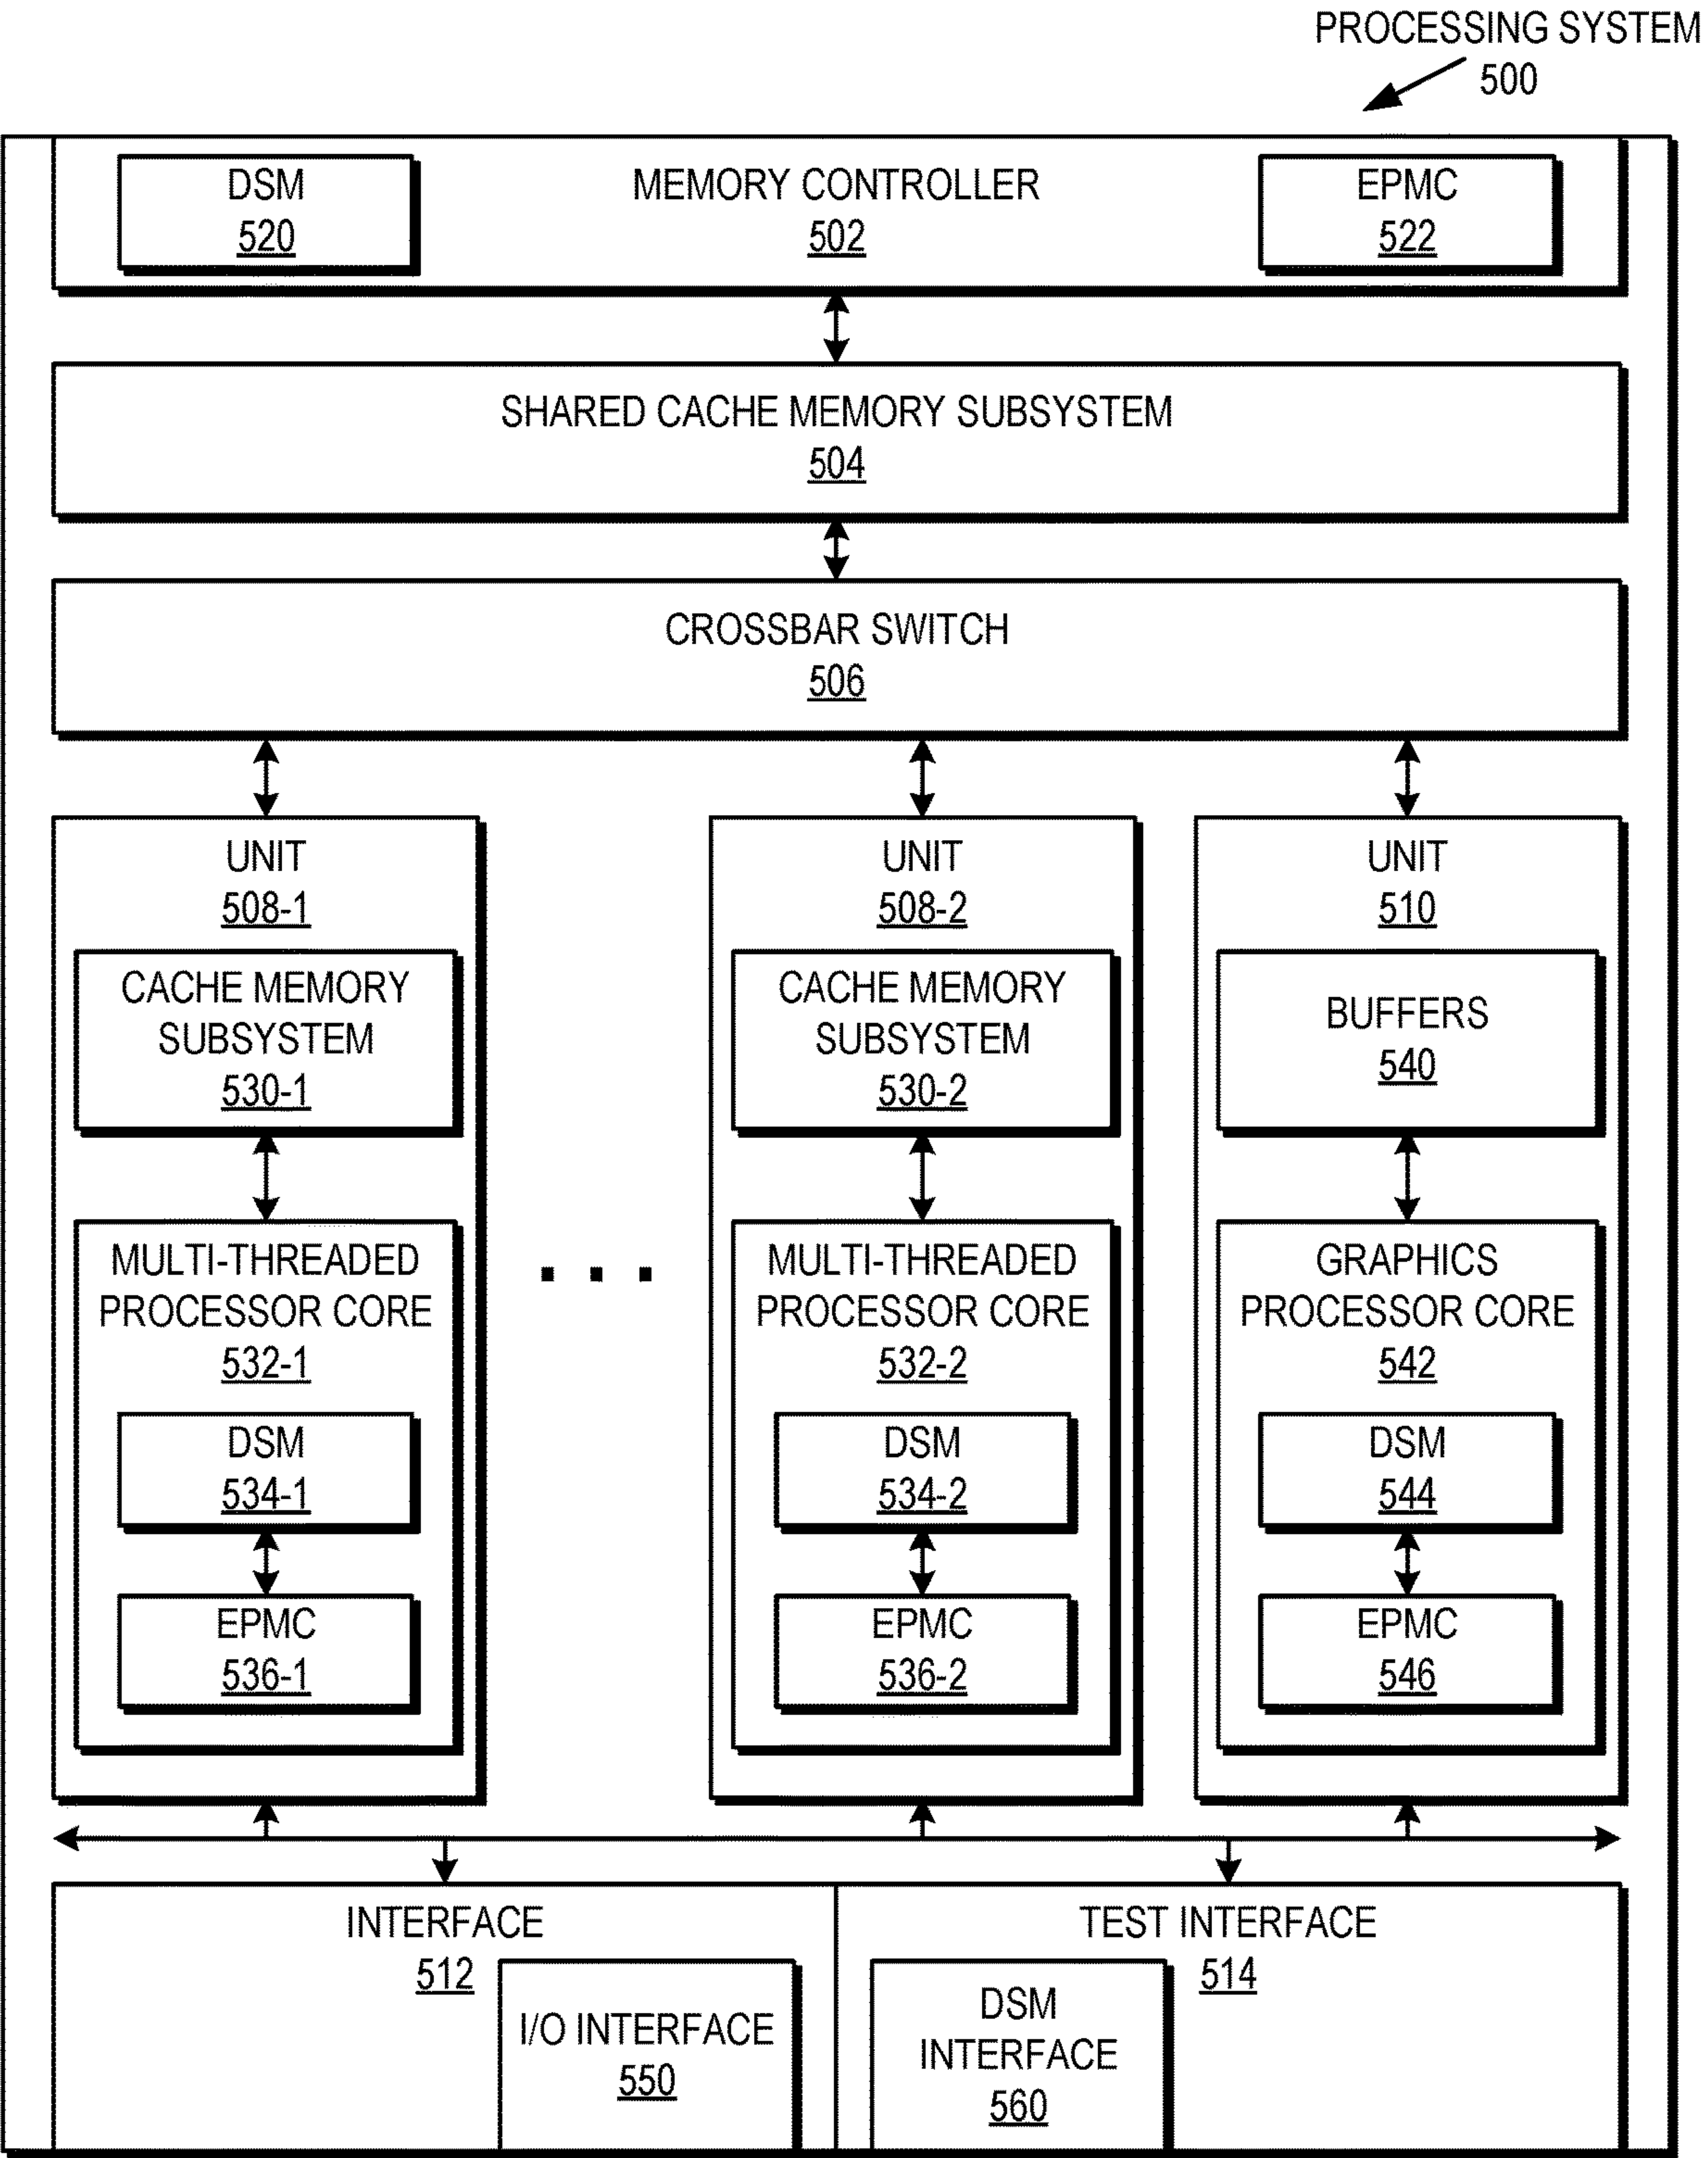 PROCESSING SYSTEM
500
DSM
520
MEMORY CONTROLLER
502
EPMC
522
SHARED CACHE MEMORY SUBSYSTEM
504
CROSSBAR SWITCH
506
UNIT
508-1
CACHE MEMORY
SUBSYSTEM
530-1
MULTI-THREADED
PROCESSOR CORE
532-1
DSM
534-1
EPMC
536-1
. . .
UNIT
508-2
CACHE MEMORY
SUBSYSTEM
530-2
MULTI-THREADED
PROCESSOR CORE
532-2
DSM
534-2
EPMC
536-2
UNIT
510
BUFFERS
540
GRAPHICS
PROCESSOR CORE
542
DSM
544
EPMC
546
INTERFACE
512
I/O INTERFACE
550
TEST INTERFACE
514
DSM
INTERFACE
560